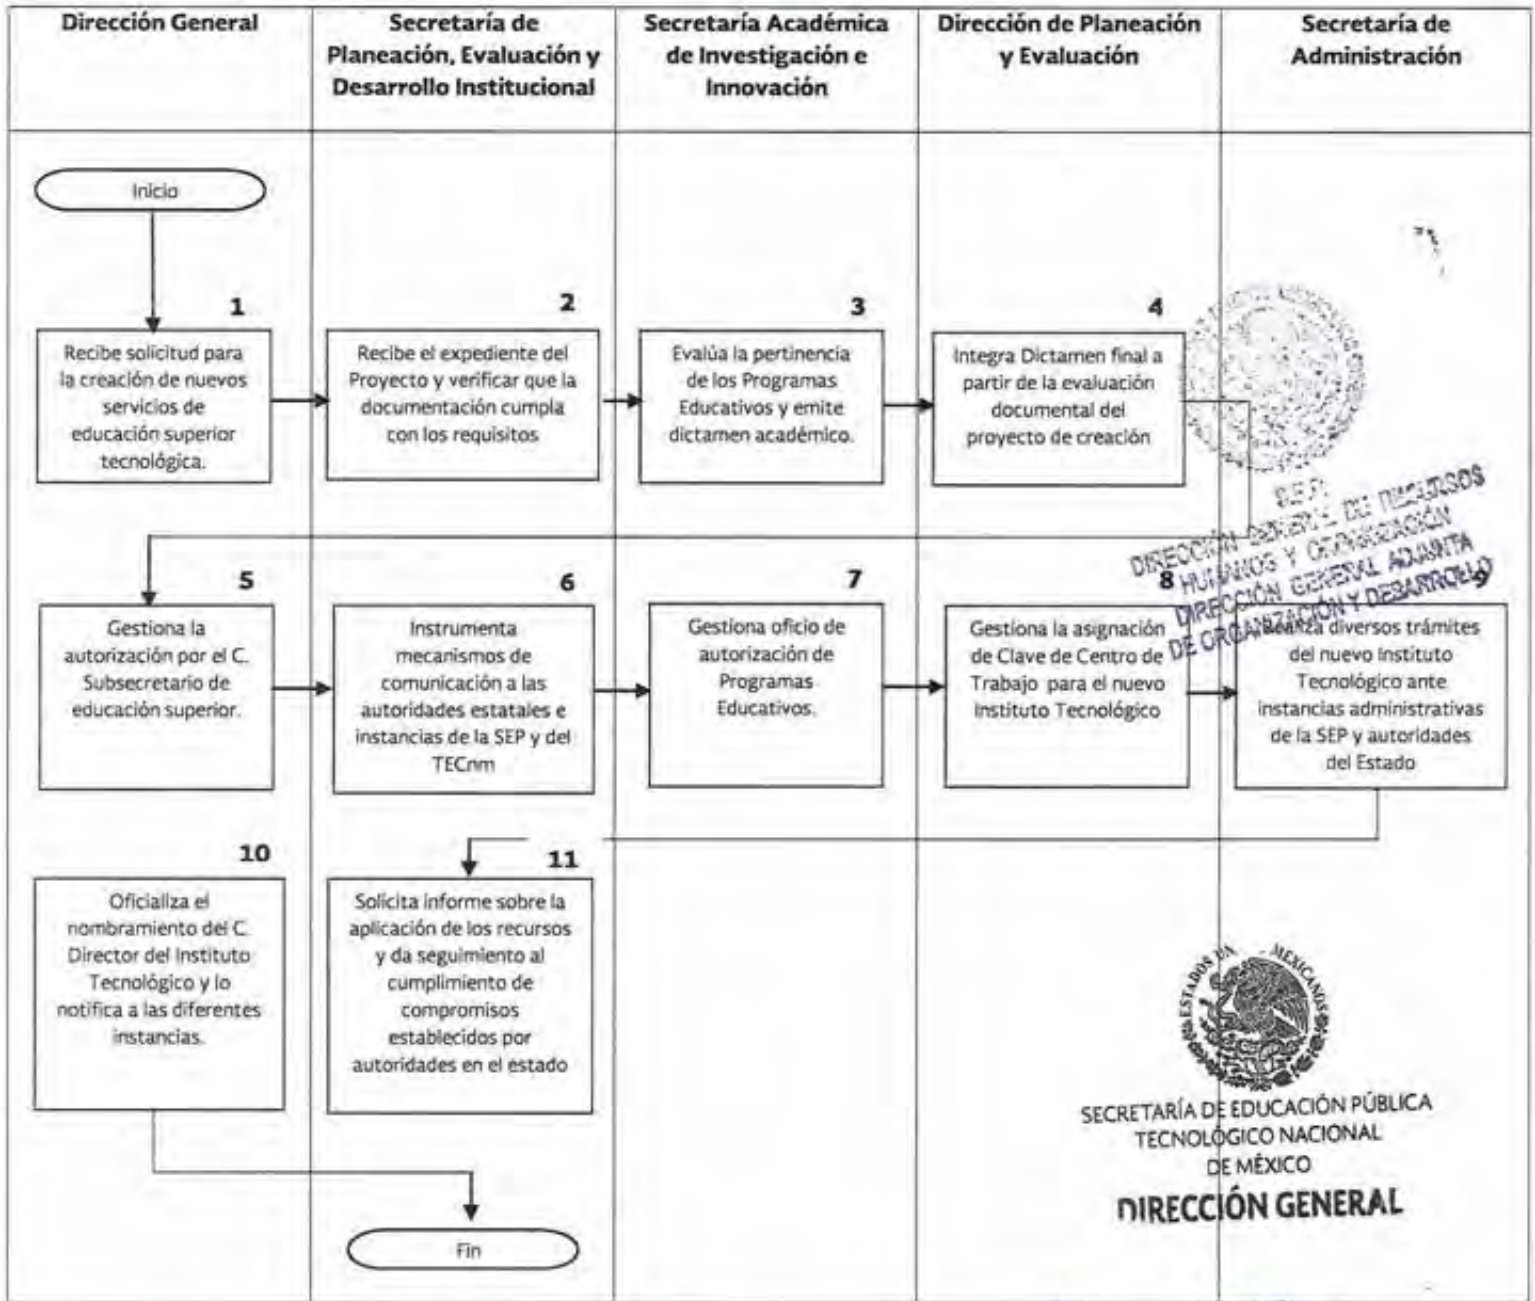 Dirección General
Secretaría de
Planeación, Evaluación y
Desarrollo Institucional
Secretaría Académica
de Investigación e
Innovación
Dirección de Planeación
y Evaluación
Secretaría de
Administración
Inicio
1
Recibe solicitud para
la creación de nuevos
servicios de
educación superior
tecnológica.
2
Recibe el expediente del
Proyecto y verificar que la
documentación cumpla
con los requisitos
3
Evalúa la pertinencia
de los Programas
Educativos y emite
dictamen académico.
4
Integra Dictamen final a
partir de la evaluación
documental del
proyecto de creación
S.E.P.
DIRECCIÓN GENERAL DE RECURSOS
HUMANOS Y ORGANIZACIÓN
DIRECCIÓN GENERAL ADJUNTA
DE ORGANIZACIÓN Y DESARROLLO
5
Gestiona la
autorización por el C.
Subsecretario de
educación superior.
6
Instrumenta
mecanismos de
comunicación a las
autoridades estatales e
instancias de la SEP y del
TECnm
7
Gestiona oficio de
autorización de
Programas
Educativos.
8
Gestiona la asignación
de Clave de Centro de
Trabajo para el nuevo
Instituto Tecnológico
9
Realiza diversos trámites
del nuevo Instituto
Tecnológico ante
instancias administrativas
de la SEP y autoridades
del Estado
10
Oficializa el
nombramiento del C.
Director del Instituto
Tecnológico y lo
notifica a las diferentes
instancias.
11
Solicita informe sobre la
aplicación de los recursos
y da seguimiento al
cumplimiento de
compromisos
establecidos por
autoridades en el estado
Fin
ESTADOS UN MEXICANOS
SECRETARÍA DE EDUCACIÓN PÚBLICA
TECNOLÓGICO NACIONAL
DE MÉXICO
DIRECCIÓN GENERAL